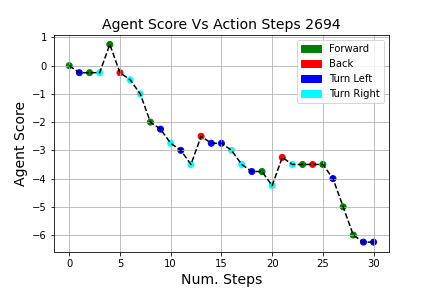 Agent Score Vs Action Steps 2694
1
0
−1
−2
−3
−4
−5
−6
Agent Score
Forward
Back
Turn Left
Turn Right
0 5 10 15 20 25 30
Num. Steps